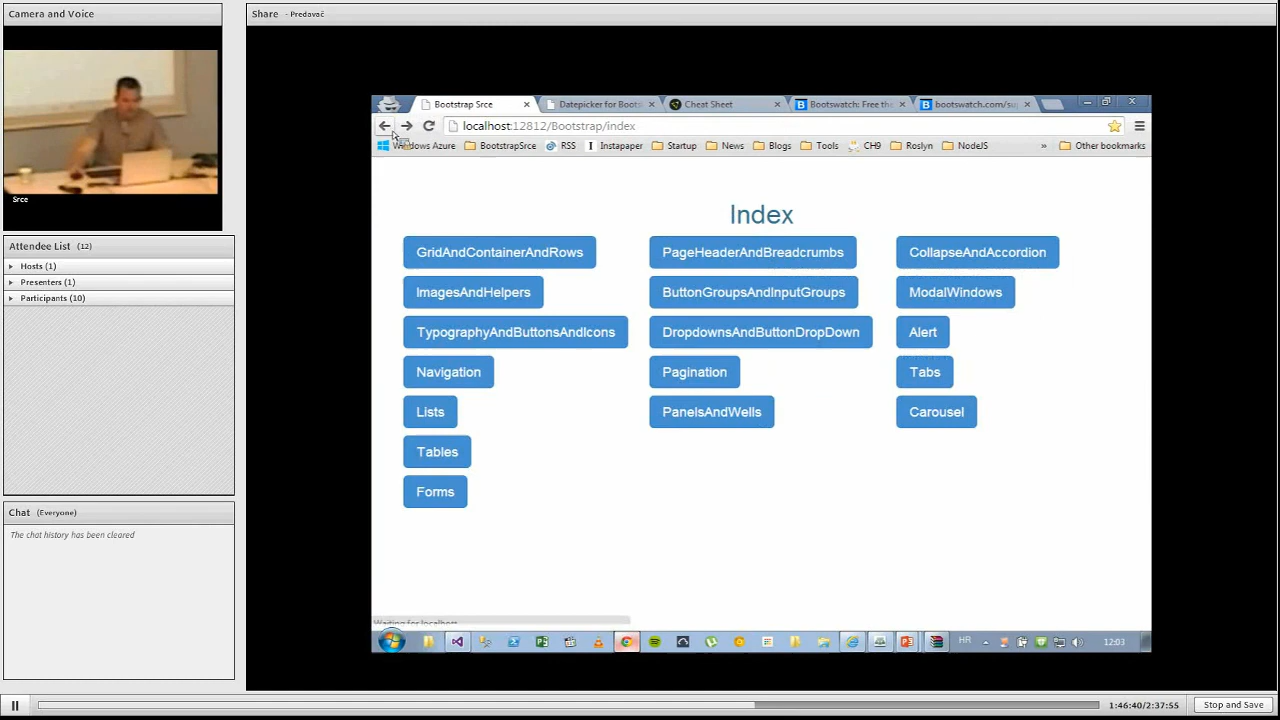 Camera and Voice
Srce
Attendee List (12)
Hosts (1)
Presenters (1)
Participants (10)
Chat (Everyone)
The chat history has been cleared
Share - Predavač
Bootstrap Srce
Datepicker for Boots
Cheat Sheet
Bootswatch: Free the
bootswatch.com/su
localhost:12812/Bootstrap/index
Windows Azure BootstrapSrce RSS Instapaper Startup News Blogs Tools CH9 Roslyn NodeJS » Other bookmarks
Index
GridAndContainerAndRows
ImagesAndHelpers
TypographyAndButtonsAndIcons
Navigation
Lists
Tables
Forms
PageHeaderAndBreadcrumbs
ButtonGroupsAndInputGroups
DropdownsAndButtonDropDown
Pagination
PanelsAndWells
CollapseAndAccordion
ModalWindows
Alert
Tabs
Carousel
Waiting for localhost
HR 12:03
1:46:40/2:37:55
Stop and Save